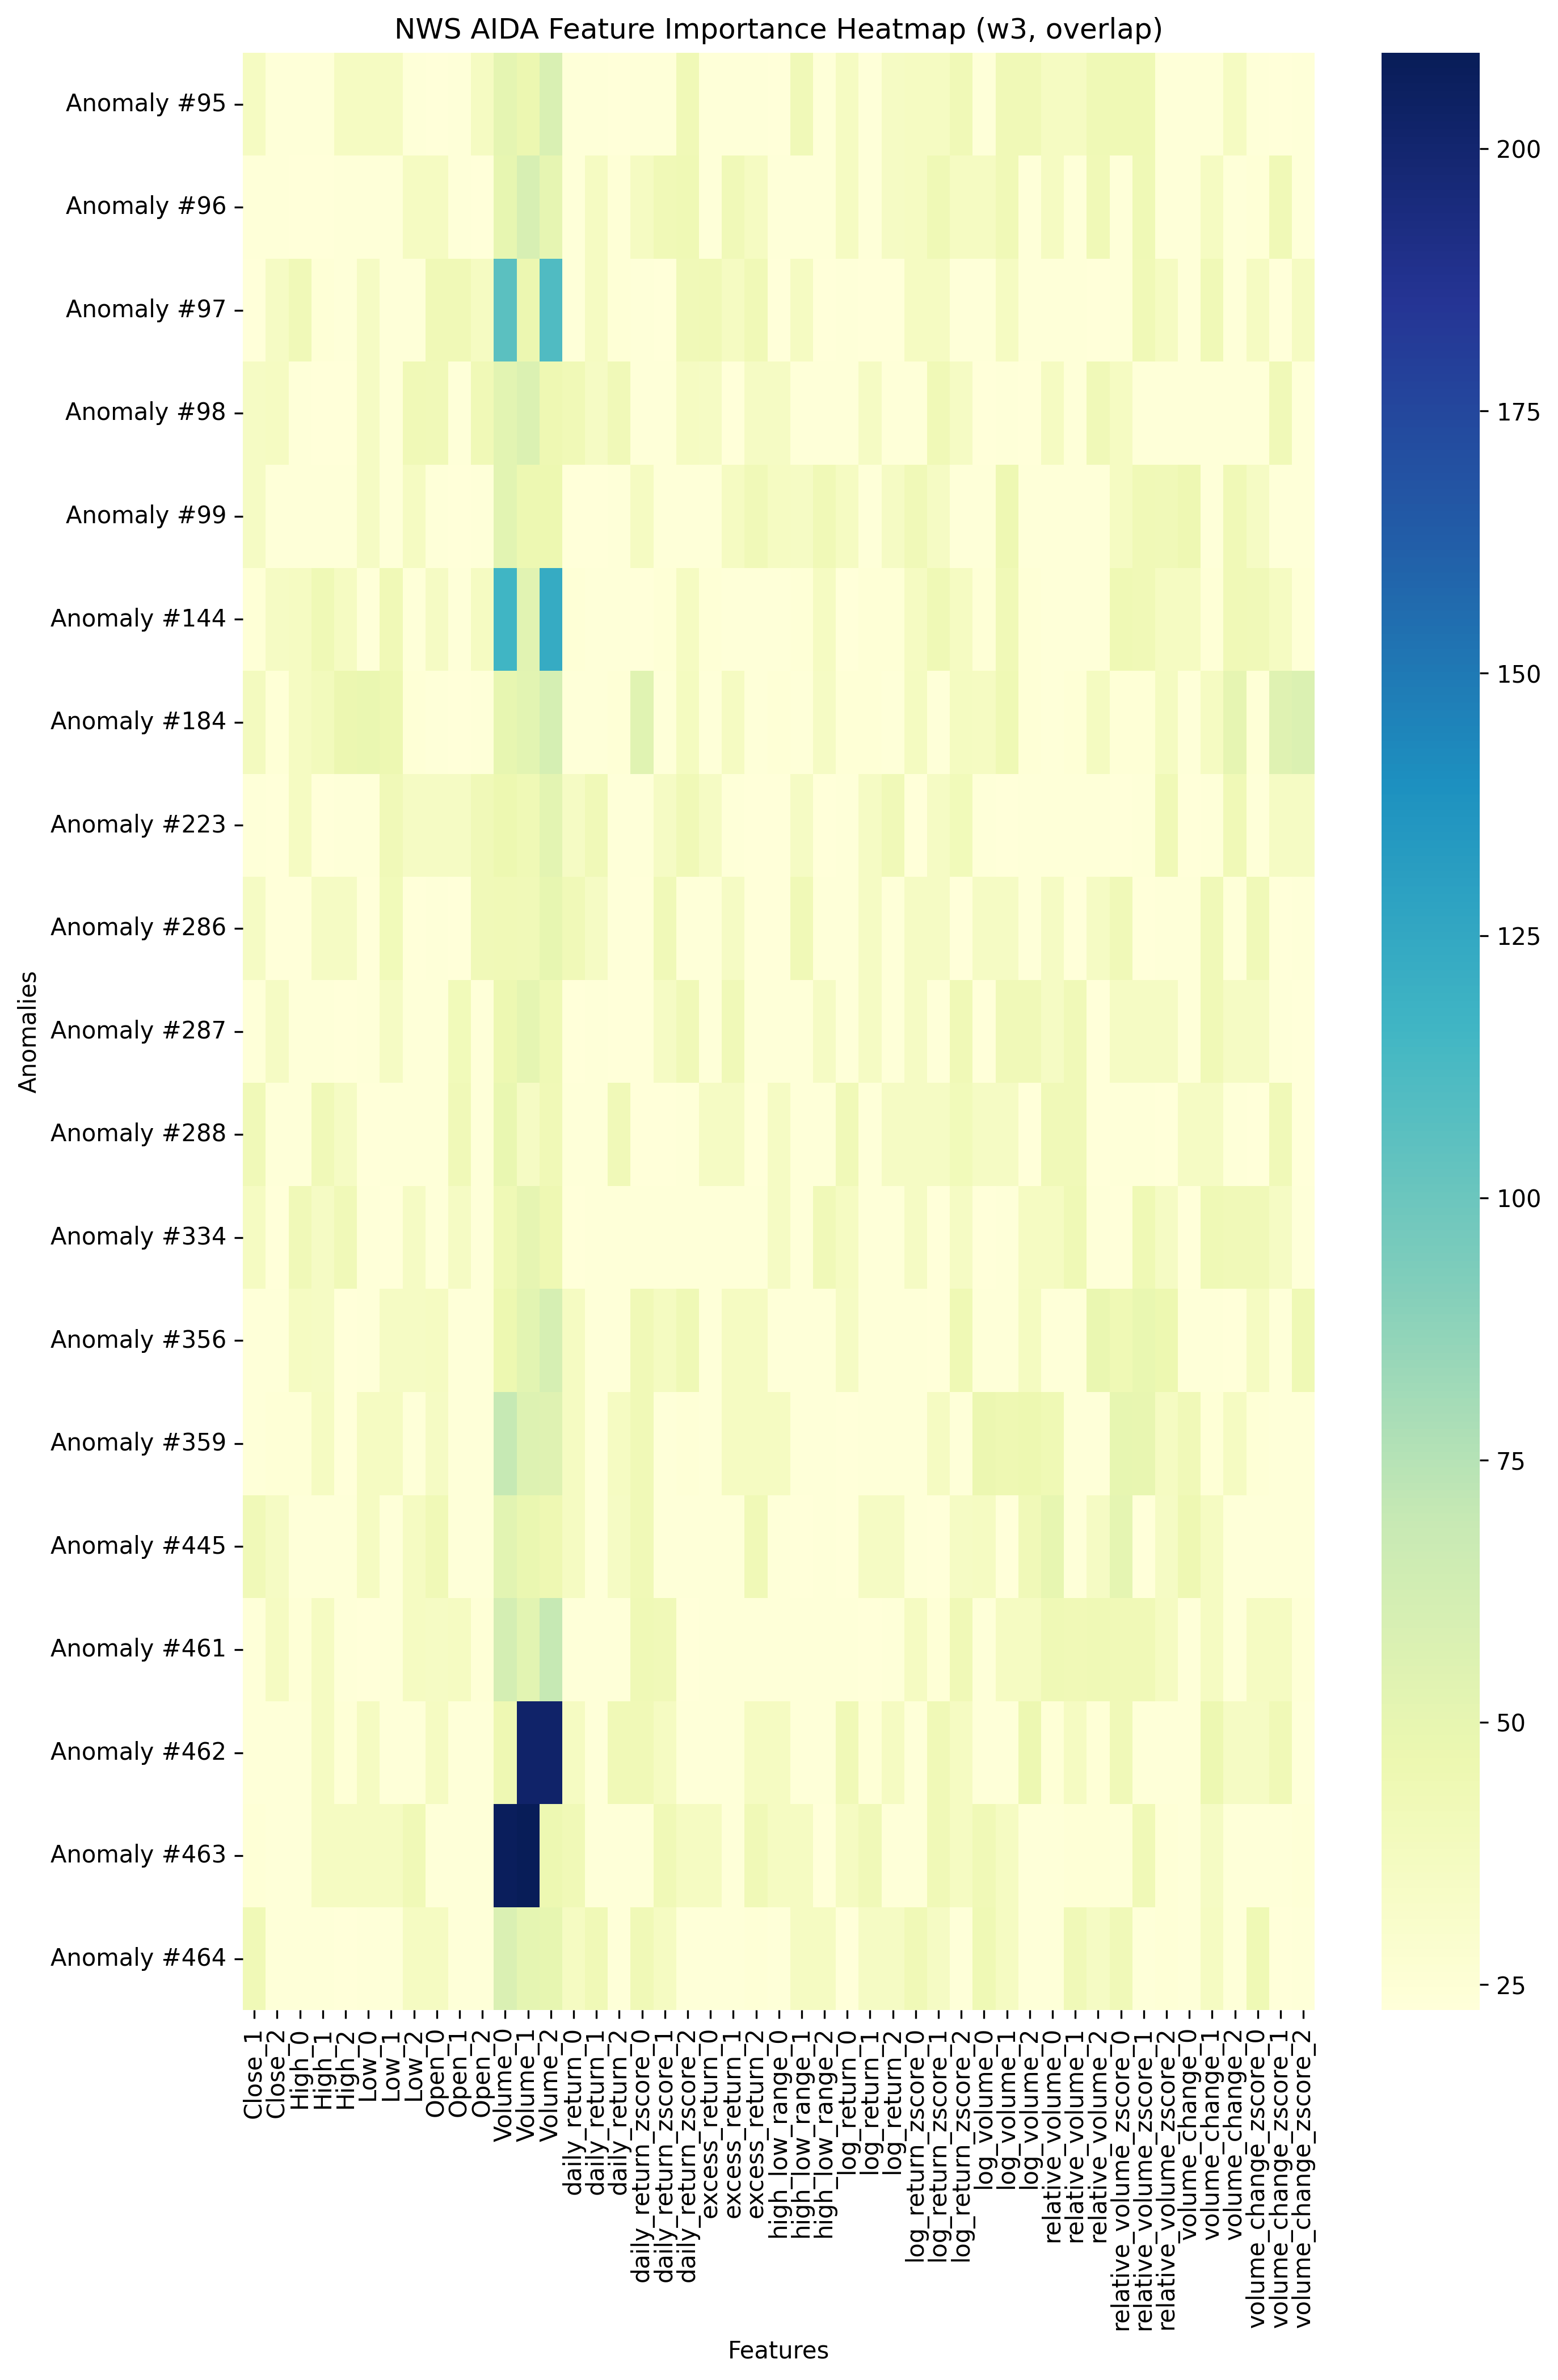 NWS AIDA Feature Importance Heatmap (w3, overlap)
Anomaly #95
Anomaly #96
Anomaly #97
Anomaly #98
Anomaly #99
Anomaly #144
Anomaly #184
Anomaly #223
Anomaly #286
Anomaly #287
Anomaly #288
Anomaly #334
Anomaly #356
Anomaly #359
Anomaly #445
Anomaly #461
Anomaly #462
Anomaly #463
Anomaly #464
Anomalies
Close_1
Close_2
High_0
High_1
High_2
Low_0
Low_1
Low_2
Open_0
Open_1
Open_2
Volume_0
Volume_1
Volume_2
daily_return_0
daily_return_1
daily_return_2
daily_return_zscore_0
daily_return_zscore_1
daily_return_zscore_2
excess_return_0
excess_return_1
excess_return_2
high_low_range_0
high_low_range_1
high_low_range_2
log_return_0
log_return_1
log_return_2
log_return_zscore_0
log_return_zscore_1
log_return_zscore_2
log_volume_0
log_volume_1
log_volume_2
relative_volume_0
relative_volume_1
relative_volume_2
relative_volume_zscore_0
relative_volume_zscore_1
relative_volume_zscore_2
volume_change_0
volume_change_1
volume_change_2
volume_change_zscore_0
volume_change_zscore_1
volume_change_zscore_2
Features
200
175
150
125
100
75
50
25